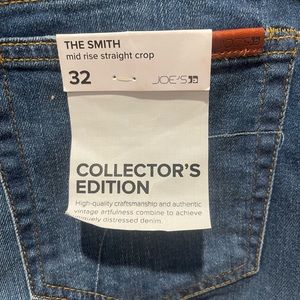 THE SMITH
mid rise straight crop
32
JOE'S
COLLECTOR'S
EDITION
High-quality craftsmanship and authentic
vintage artfulness combine to achieve
uniquely distressed denim.